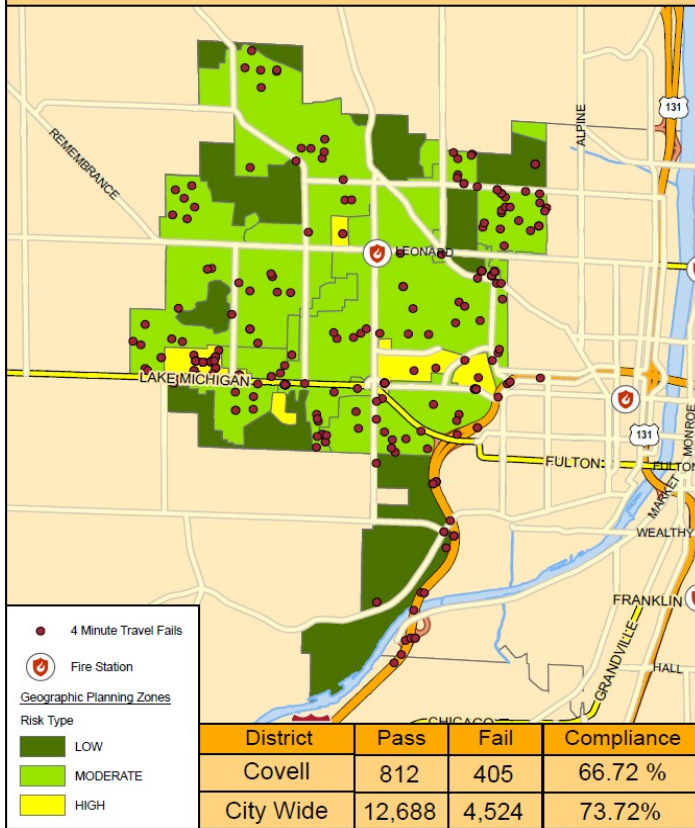 131
ALPINE
REMEMBRANCE
LEONARD
LAKE MICHIGAN
131
MONROE
FULTON
FULTON
MARKET
WEALTHY
FRANKLIN
GRANDVILLE
HALL
CHICAGO
4 Minute Travel Fails
Fire Station
Geographic Planning Zones
Risk Type
LOW
MODERATE
HIGH
District Pass Fail Compliance
Covell 812 405 66.72 %
City Wide 12,688 4,524 73.72%